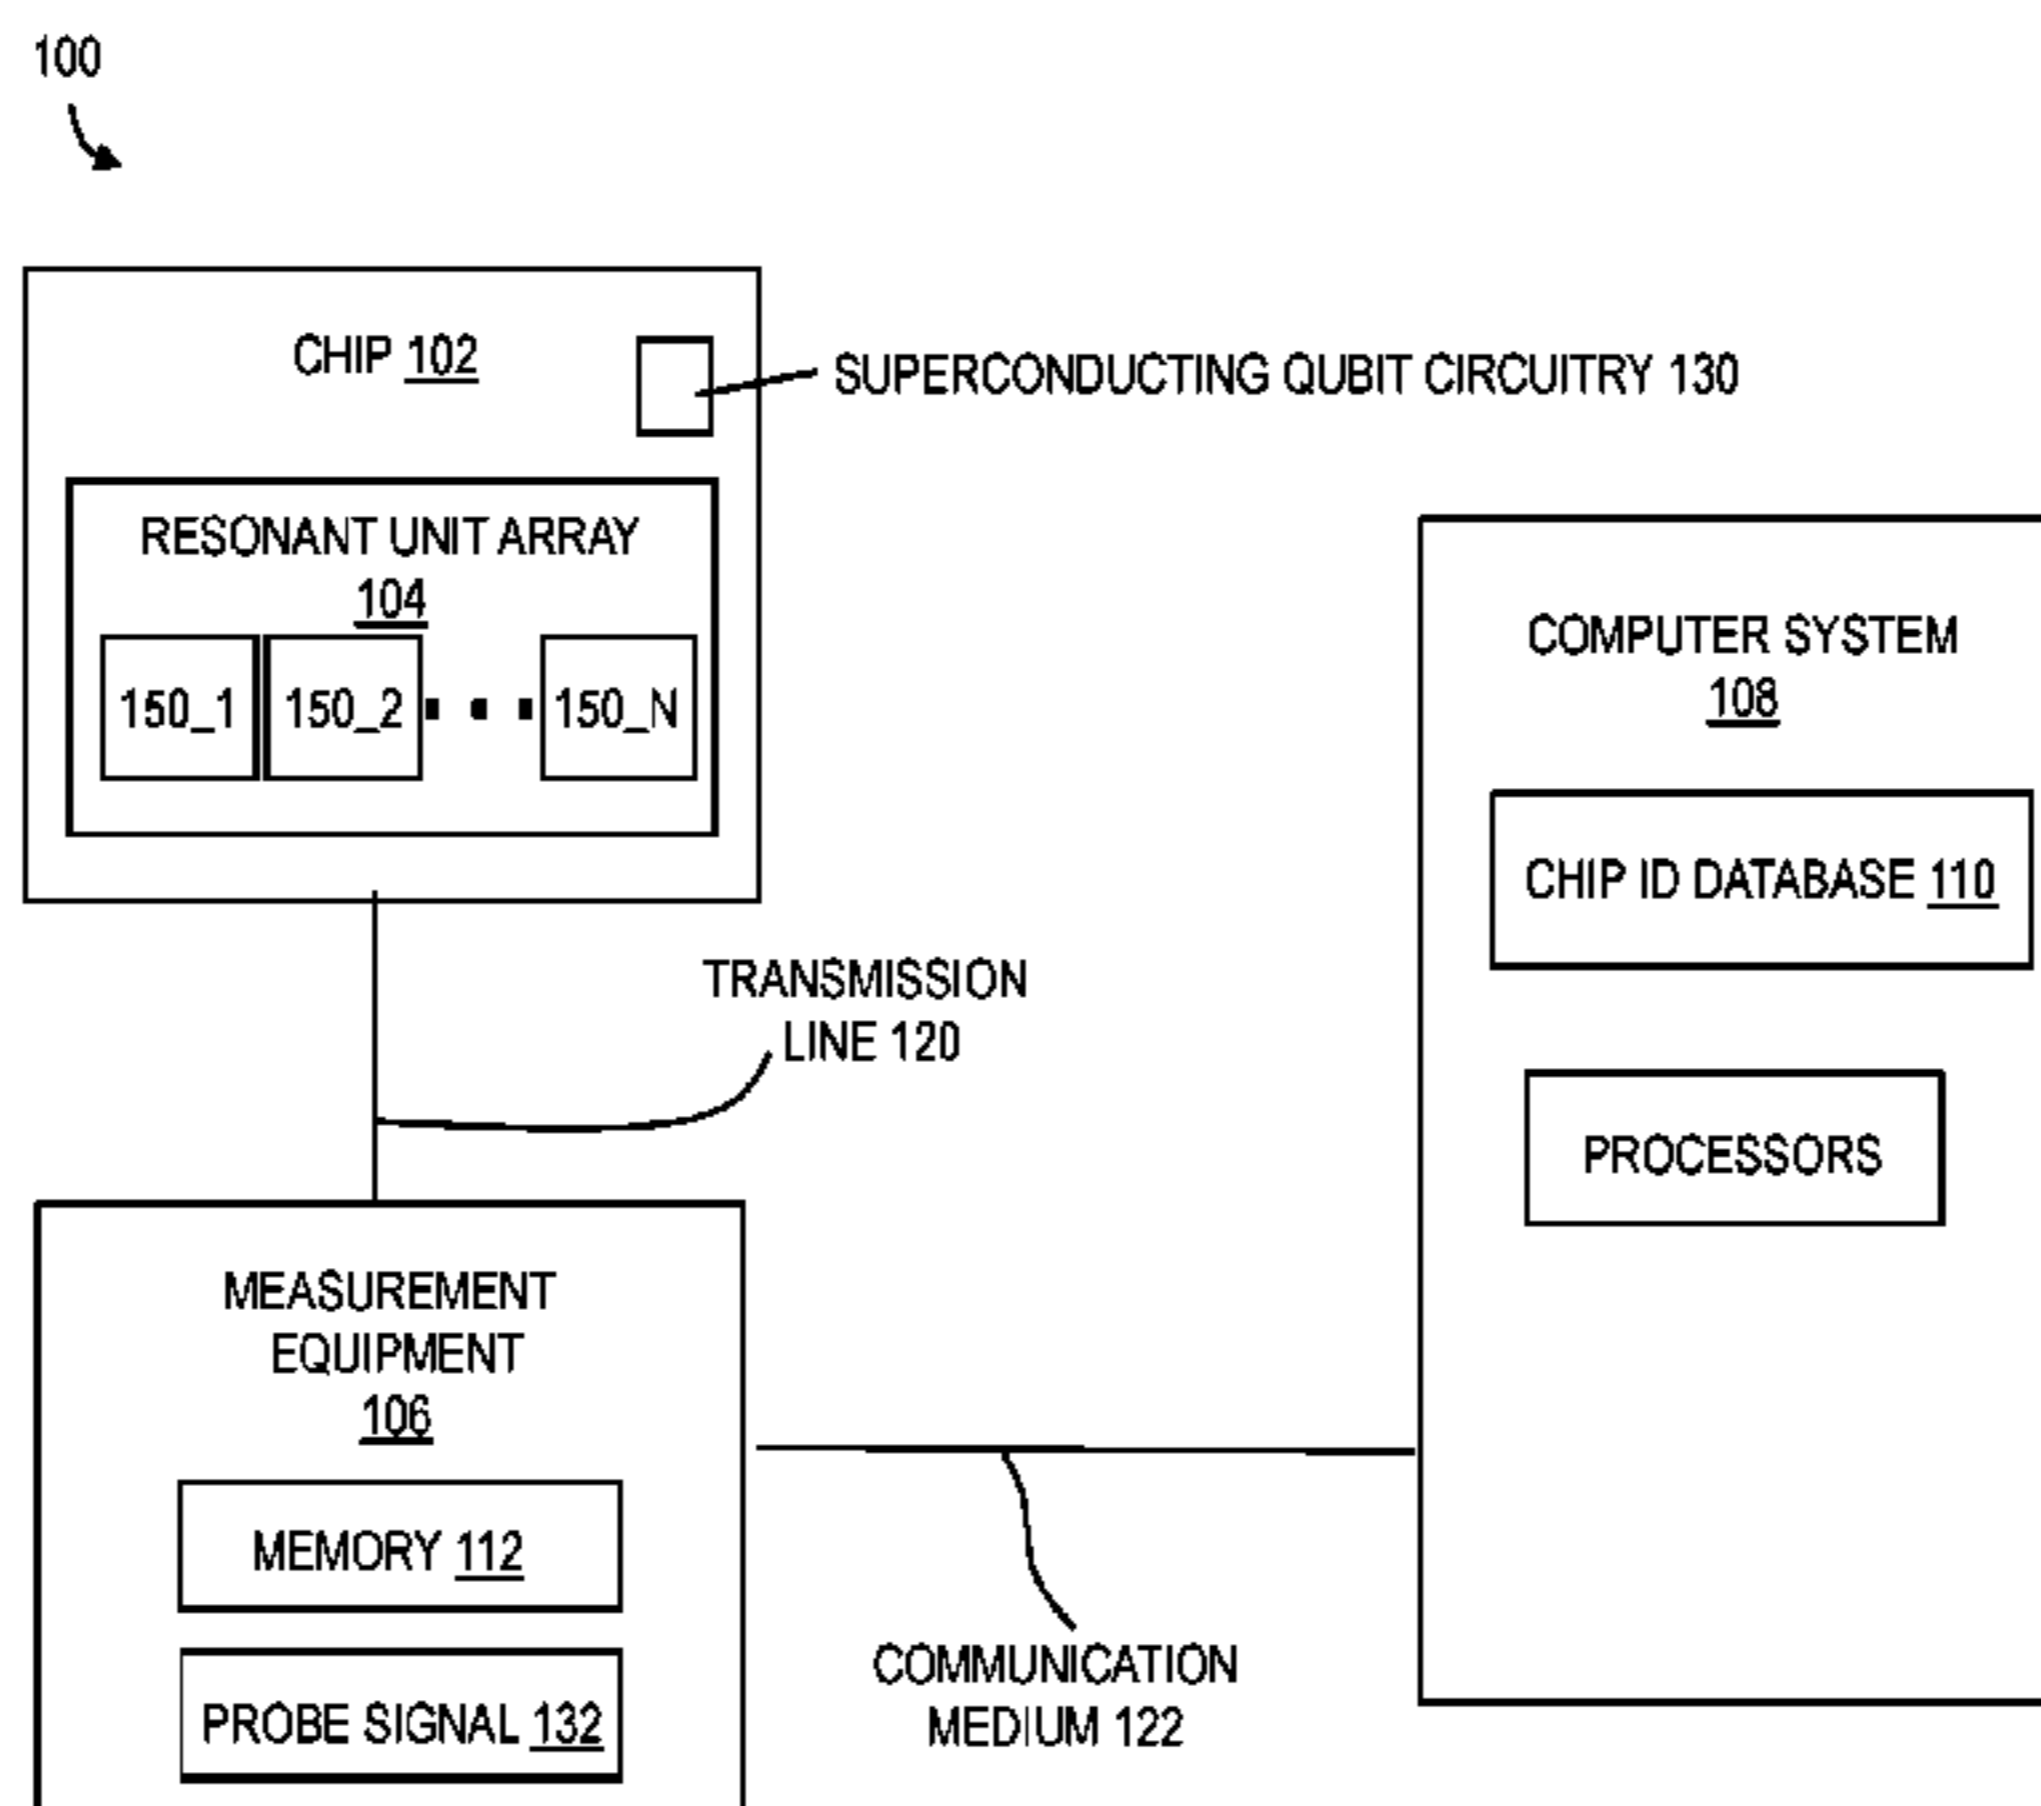 100
CHIP 102
SUPERCONDUCTING QUBIT CIRCUITRY 130
RESONANT UNIT ARRAY
104
150_1 150_2 150_N
TRANSMISSION
LINE 120
MEASUREMENT
EQUIPMENT
106
MEMORY 112
PROBE SIGNAL 132
COMMUNICATION
MEDIUM 122
COMPUTER SYSTEM
108
CHIP ID DATABASE 110
PROCESSORS